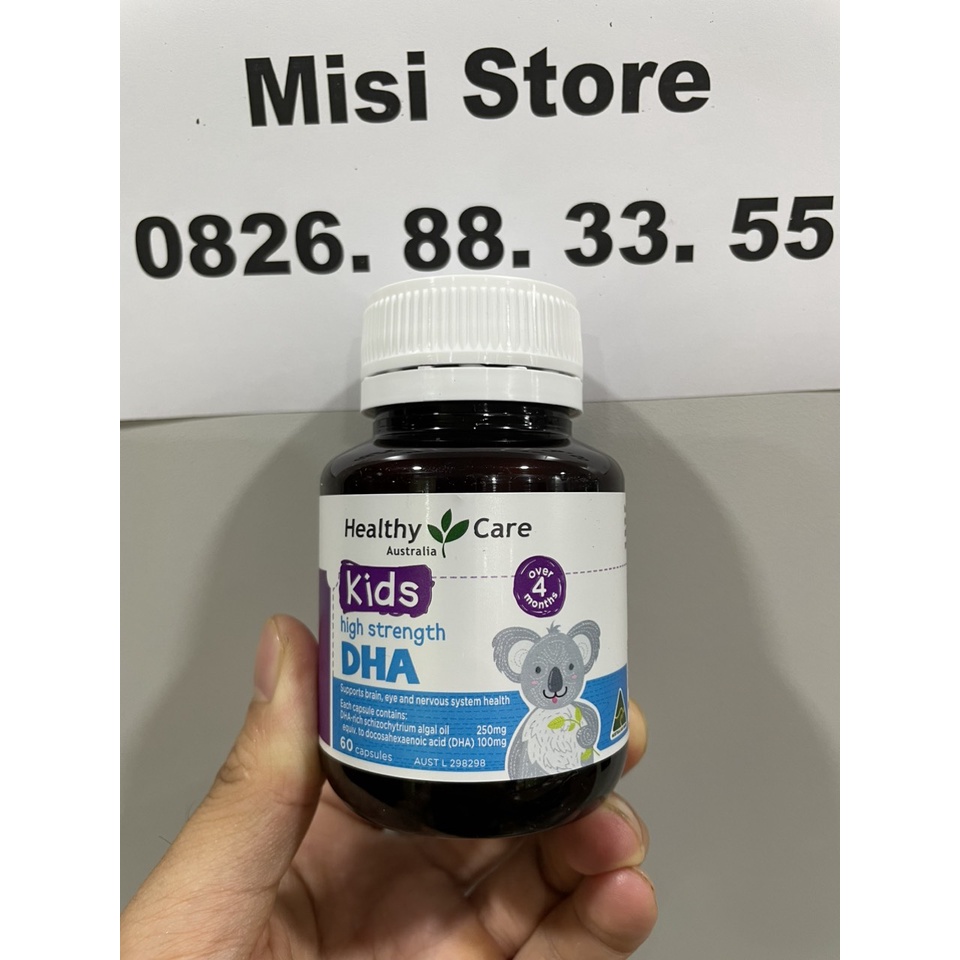 Misi Store
0826. 88. 33. 55
Healthy Care
Australia
Kids
over
4
months
high strength
DHA
Supports brain, eye and nervous system health
Each capsule contains:
DHA-rich schizochytrium algal oil 250mg
equiv. to docosahexaenoic acid (DHA) 100mg
60 capsules
AUST L 298298